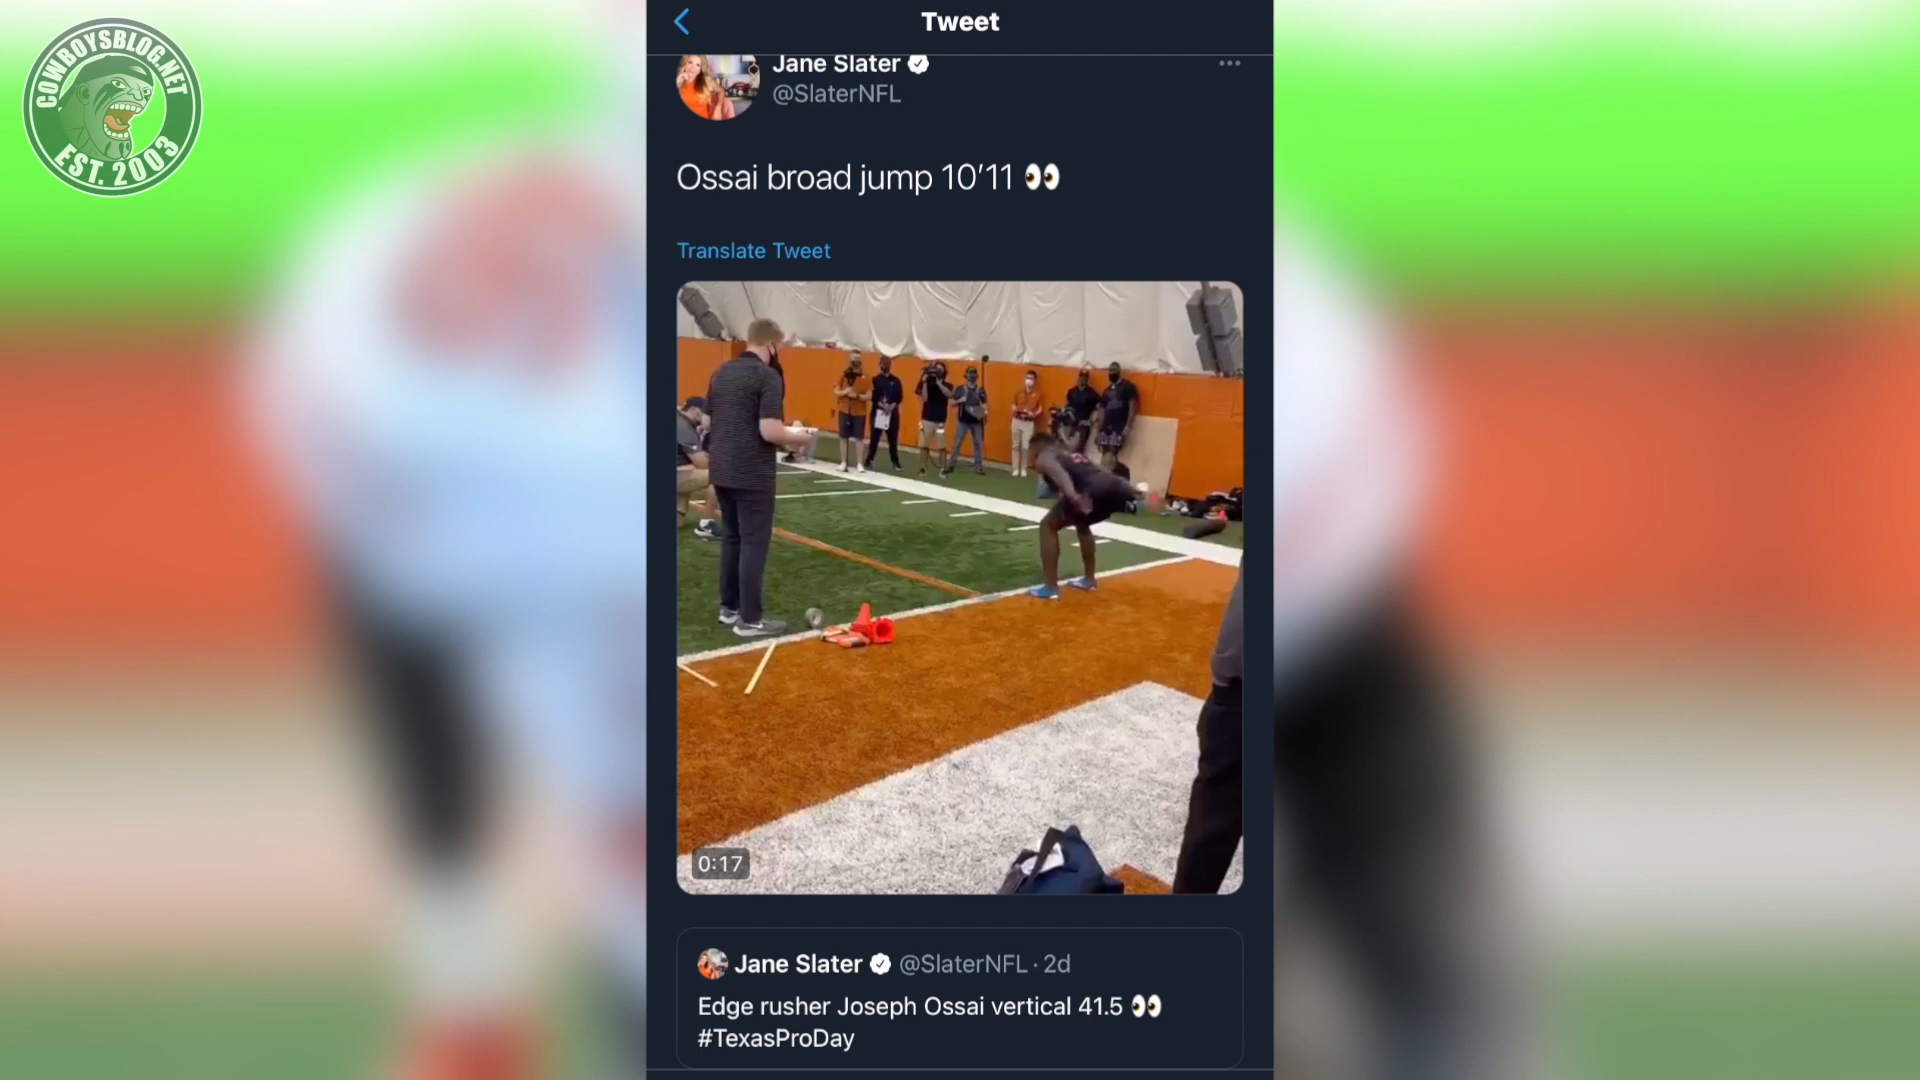 COWBOYSBLOG.NET
EST. 2003
Tweet
Jane Slater
@SlaterNFL
Ossai broad jump 10'11 👀
Translate Tweet
0:17
Jane Slater @SlaterNFL · 2d
Edge rusher Joseph Ossai vertical 41.5 👀
#TexasProDay